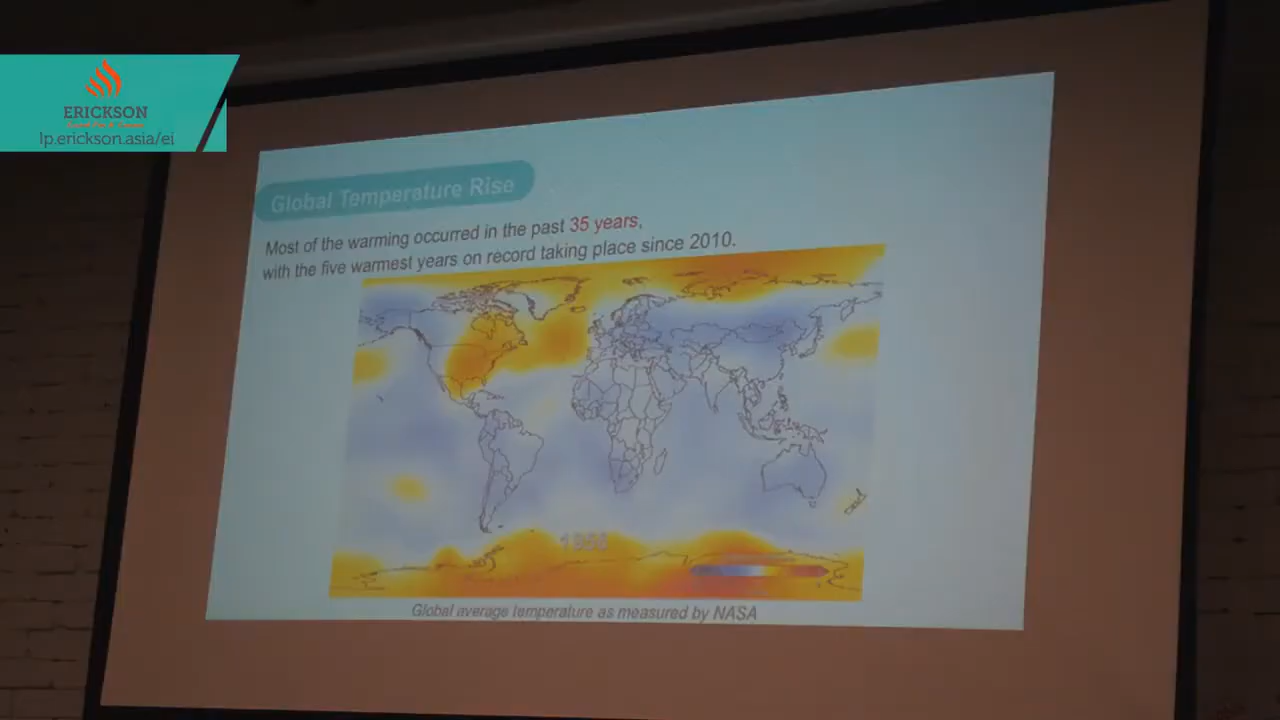 ERICKSON
lp.erickson.asia/ei
Global Temperature Rise
Most of the warming occurred in the past 35 years,
with the five warmest years on record taking place since 2010.
Global average temperature as measured by NASA